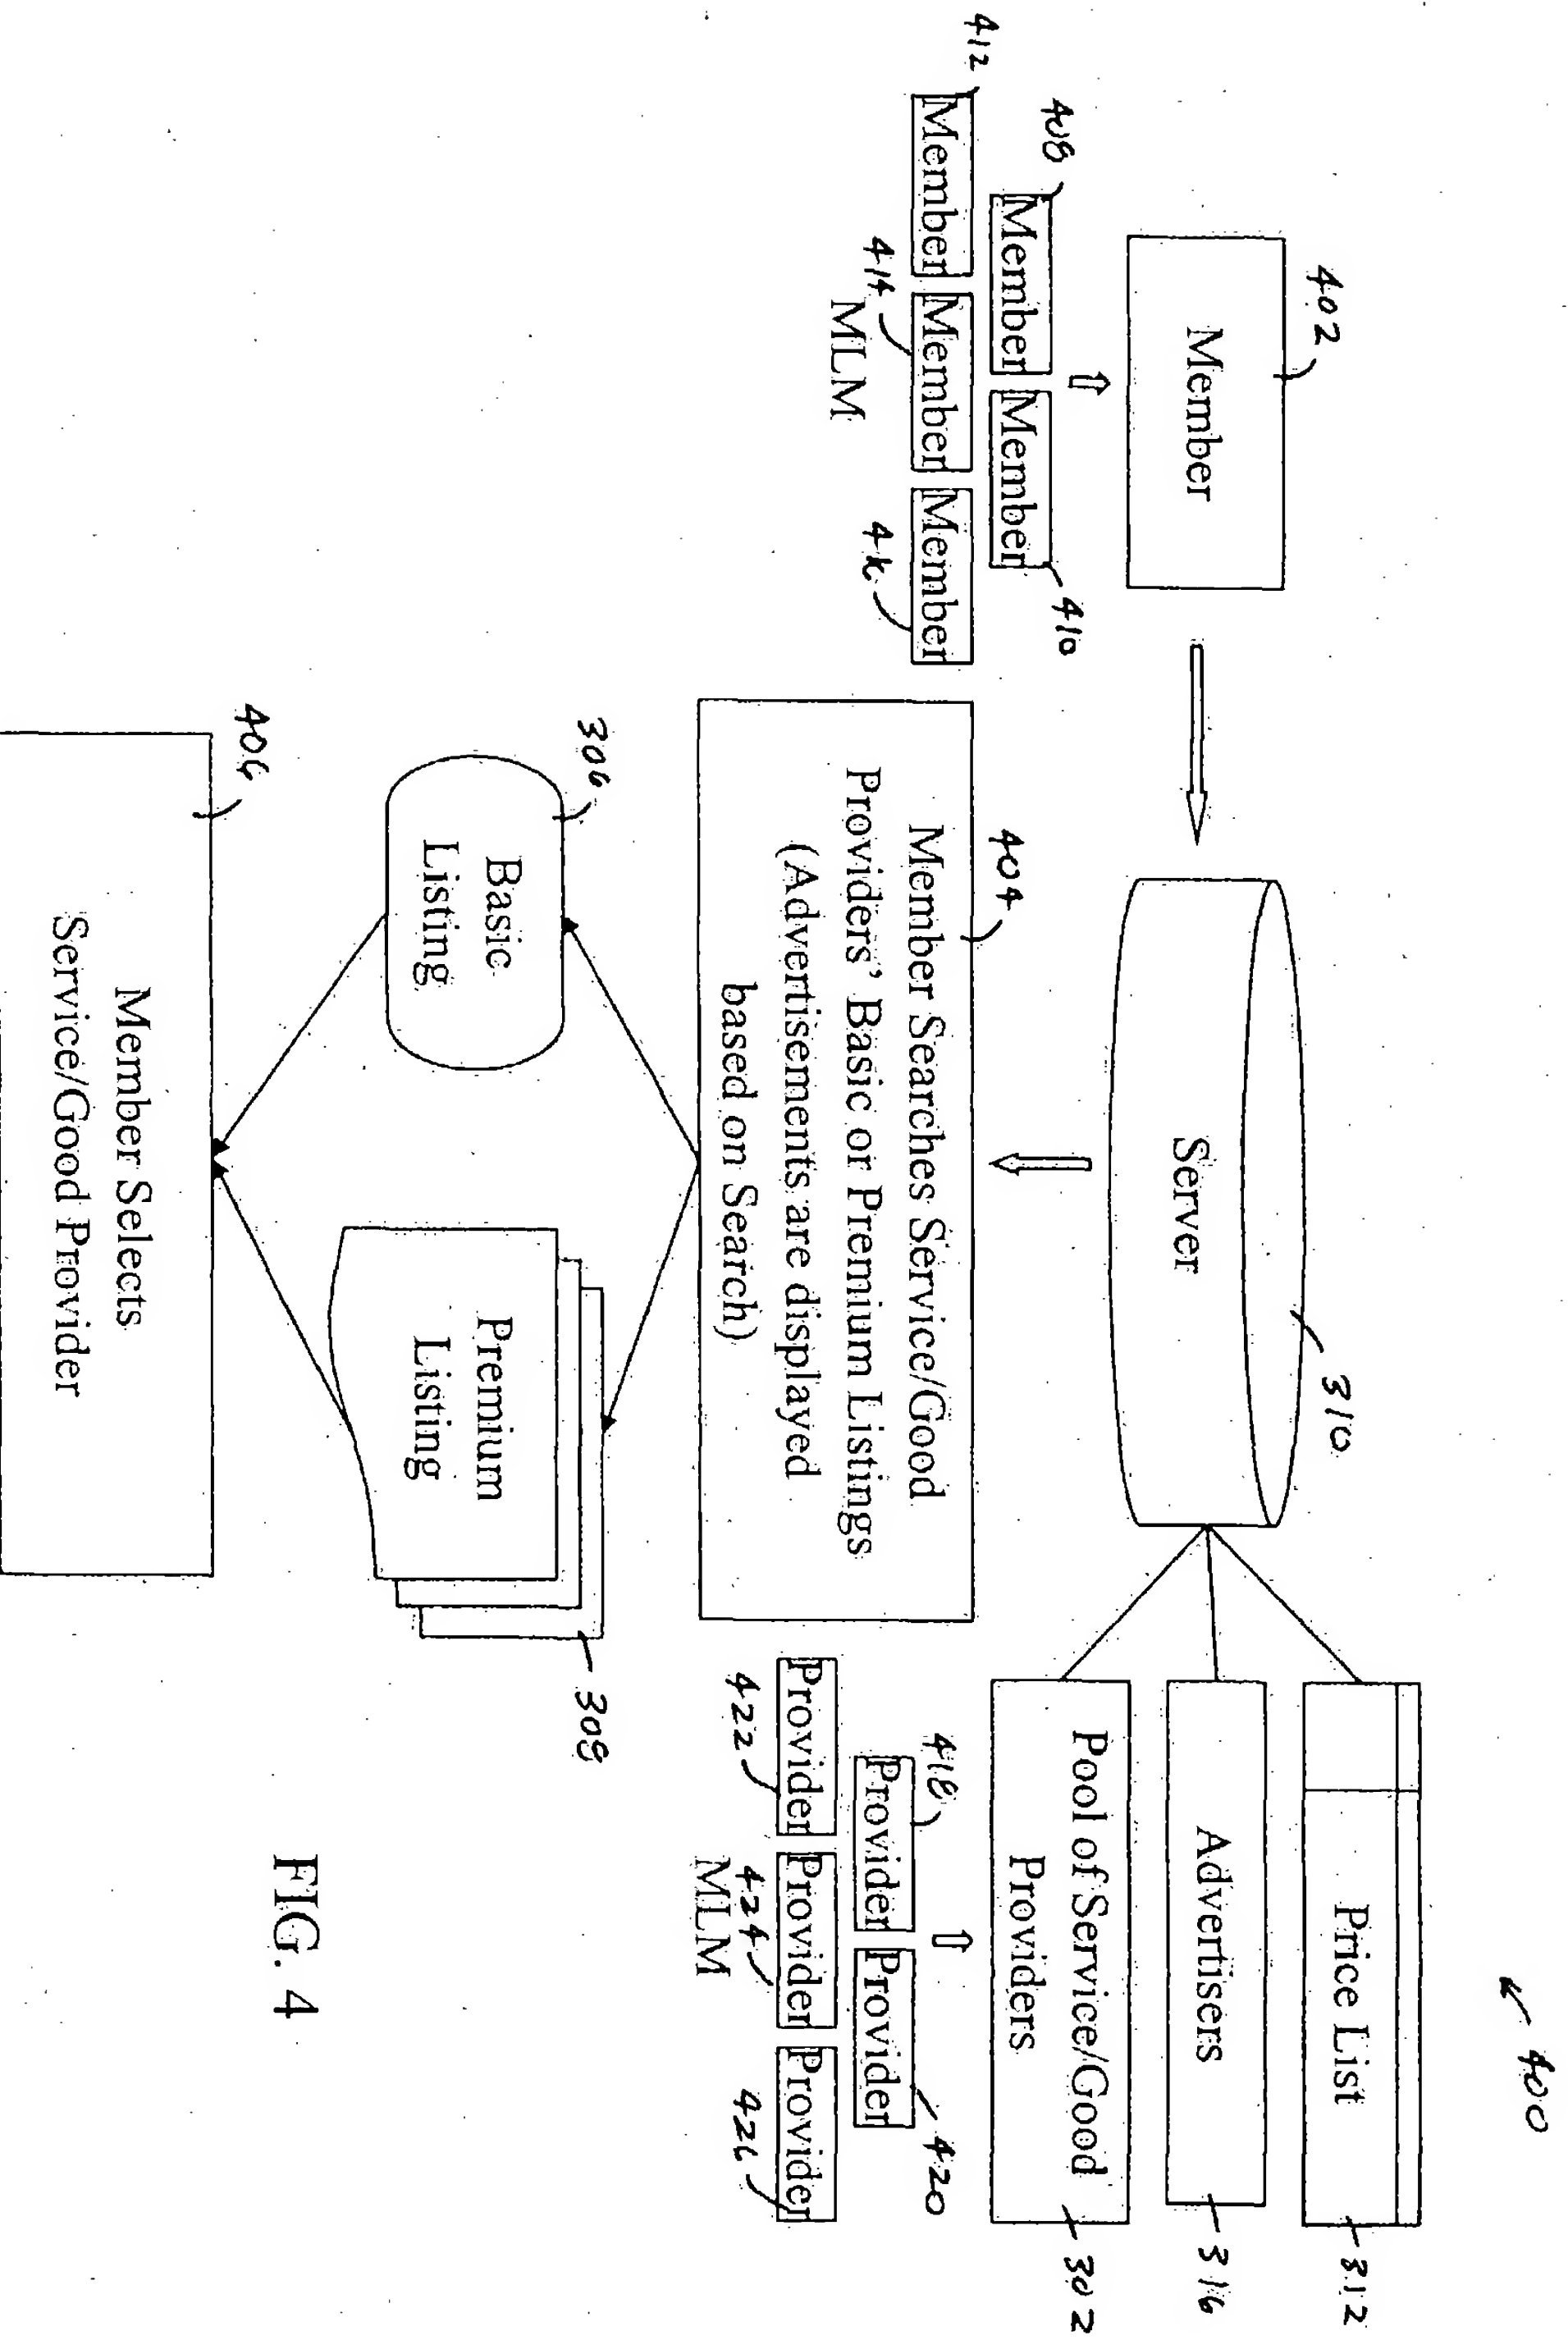 400
402
Member
408
Member
Member
410
412
Member
Member
Member
414
MLM
Server
310
Price List
312
Advertisers
316
Pool of Service/Good
Providers
302
418
Provider
Provider
420
Provider
Provider
Provider
422
424
426
MLM
404
Member Searches Service/Good
Providers’ Basic or Premium Listings
(Advertisements are displayed
based on Search)
306
Basic
Listing
Premium
Listing
308
406
Member Selects
Service/Good Provider
FIG. 4